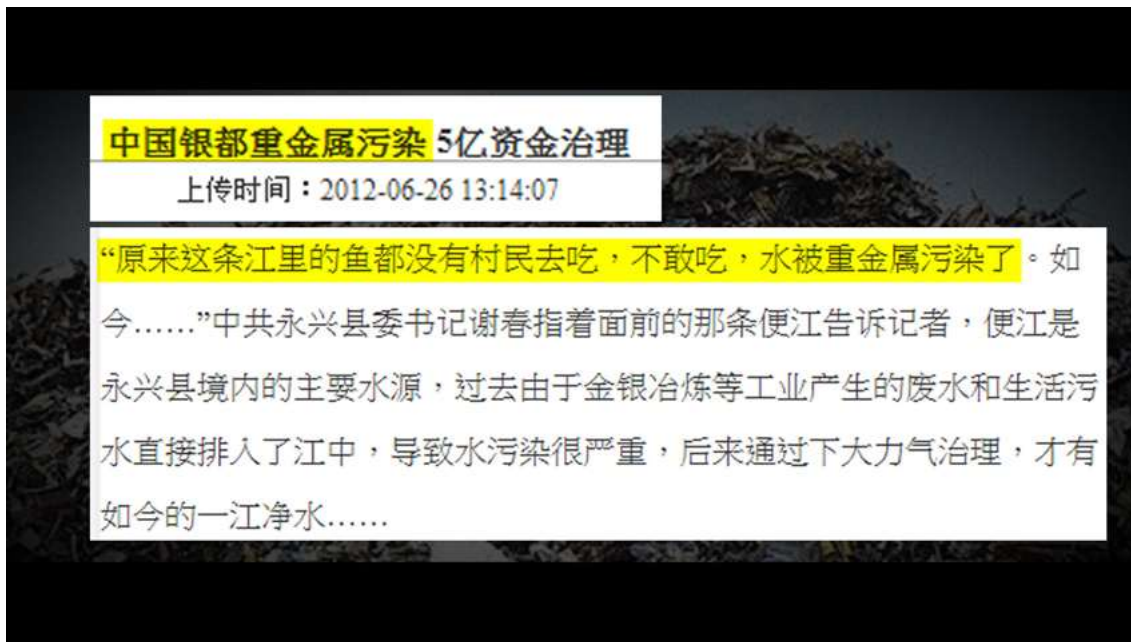 中国银都重金属污染 5亿资金治理
上传时间：2012-06-26 13:14:07
“原来这条江里的鱼都没有村民去吃，不敢吃，水被重金属污染了。如
今……”中共永兴县委书记谢春指着面前的那条便江告诉记者，便江是
永兴县境内的主要水源，过去由于金银冶炼等工业产生的废水和生活污
水直接排入了江中，导致水污染很严重，后来通过下大力气治理，才有
如今的一江净水……